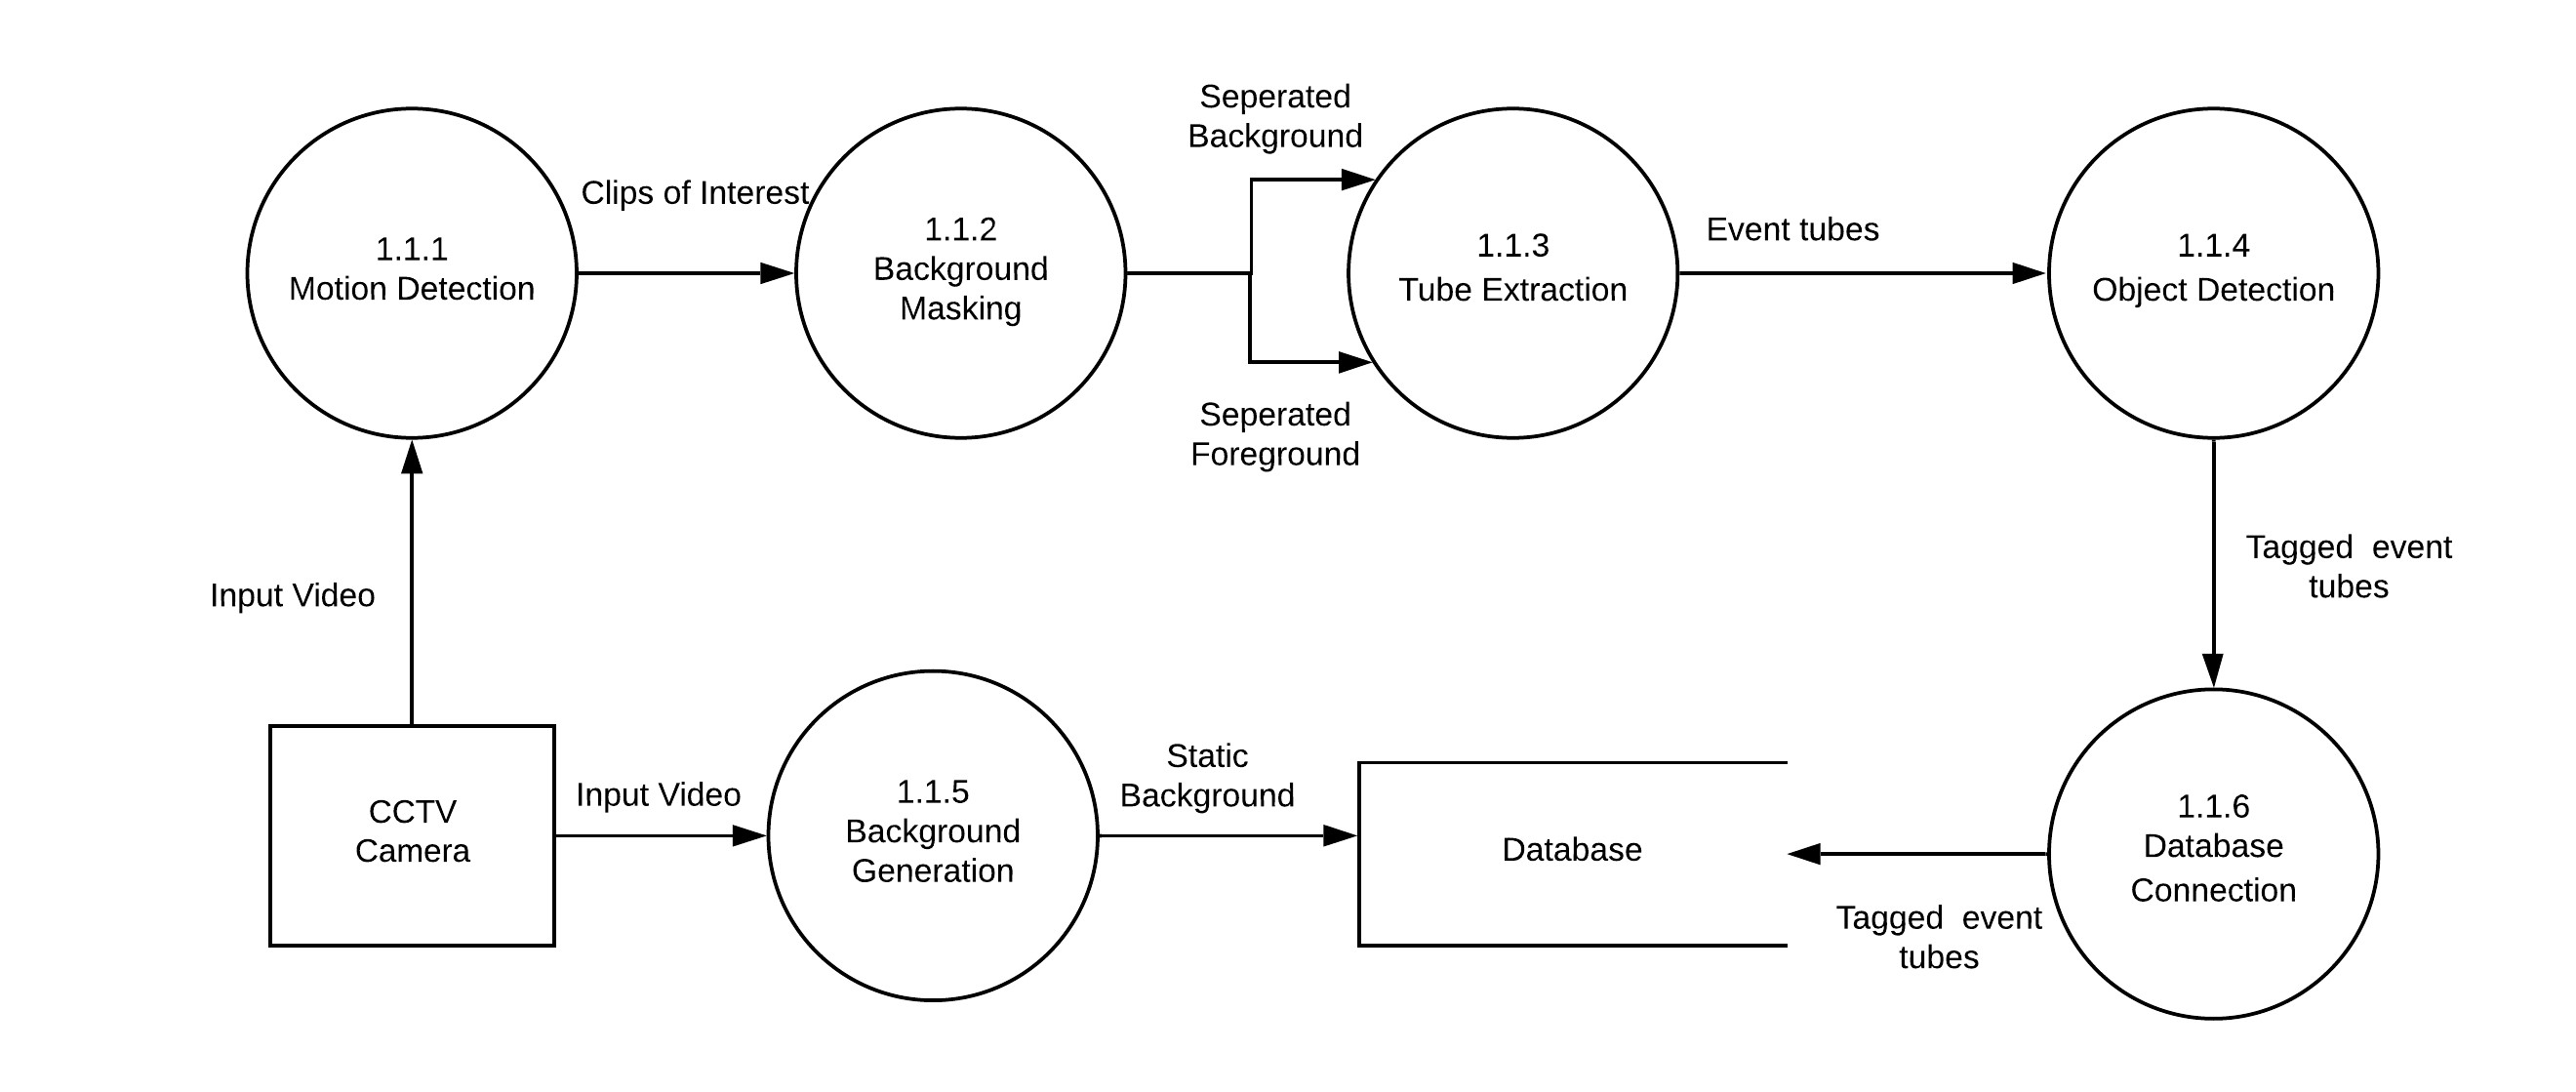 Seperated
Background
Clips of Interest
1.1.1
Motion Detection
1.1.2
Background
Masking
1.1.3
Tube Extraction
Event tubes
1.1.4
Object Detection
Seperated
Foreground
Input Video
Tagged  event
tubes
CCTV
Camera
Input Video
1.1.5
Background
Generation
Static
Background
Database
1.1.6
Database
Connection
Tagged  event
tubes